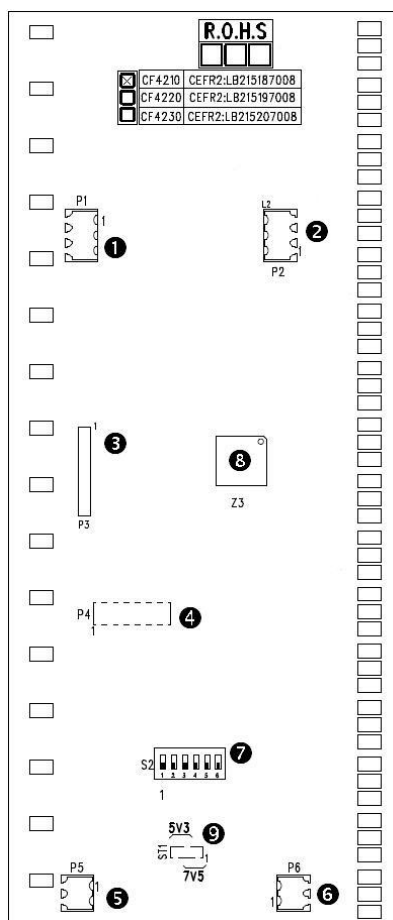 R.O.H.S
CF4210 CEFR2:LB215187008
CF4220 CEFR2:LB215197008
CF4230 CEFR2:LB215207008
P1
1
1
L2
2
1
P2
1
3
P3
8
Z3
P4
1
4
7
S2
1 2 3 4 5 6
1
5V3
9
ST1
1
7V5
P5
1
5
P6
1
6